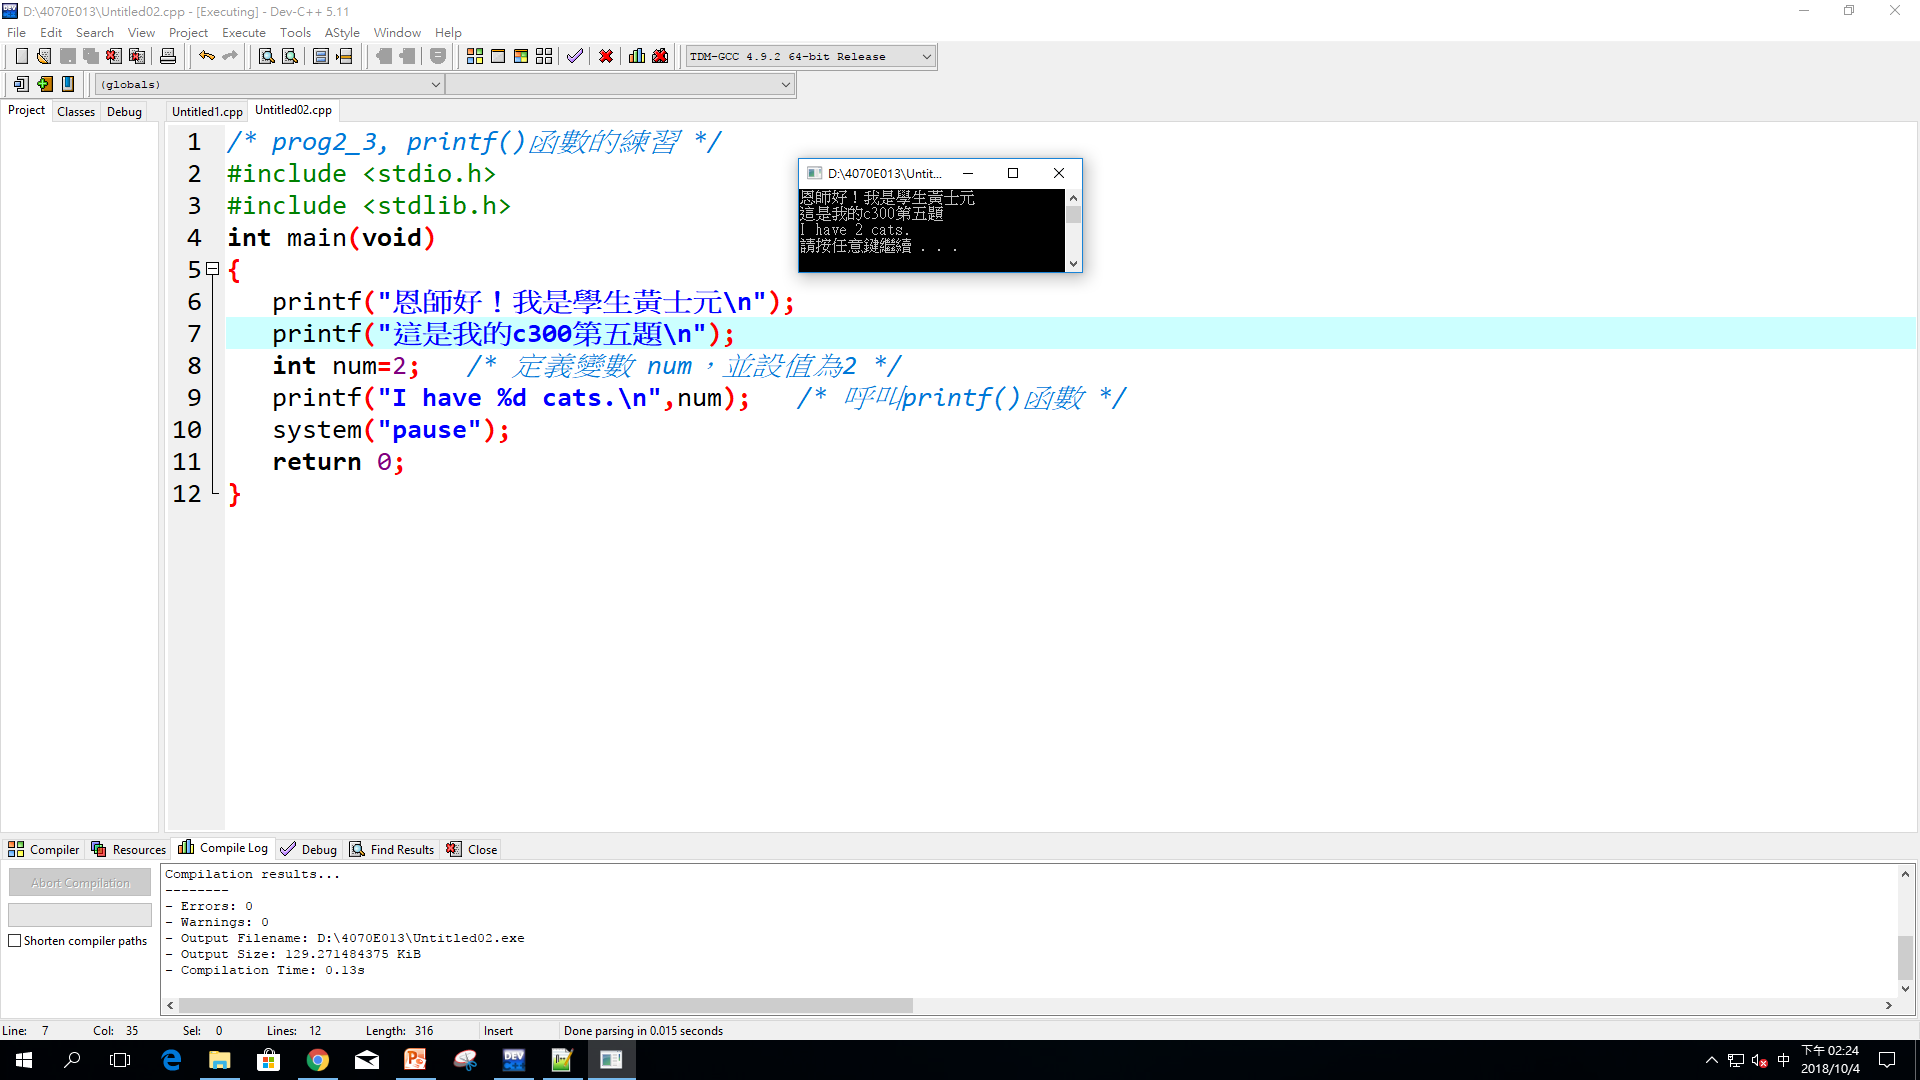 D:\4070E013\Untitled02.cpp - [Executing] - Dev-C++ 5.11
File Edit Search View Project Execute Tools AStyle Window Help
TDM-GCC 4.9.2 64-bit Release
(globals)
Project Classes Debug
Untitled1.cpp Untitled02.cpp
1 /* prog2_3, printf()函數的練習 */
2 #include <stdio.h>
3 #include <stdlib.h>
4 int main(void)
5 {
6 printf("恩師好！我是學生黃士元\n");
7 printf("這是我的c300第五題\n");
8 int num=2; /* 定義變數 num，並設值為2 */
9 printf("I have %d cats.\n",num); /* 呼叫printf()函數 */
10 system("pause");
11 return 0;
12 }
D:\4070E013\Untit...
恩師好！我是學生黃士元
這是我的c300第五題
I have 2 cats.
請按任意鍵繼續 . . .
Compiler Resources Compile Log Debug Find Results Close
Abort Compilation
Shorten compiler paths
Compilation results...
--------
- Errors: 0
- Warnings: 0
- Output Filename: D:\4070E013\Untitled02.exe
- Output Size: 129.271484375 KiB
- Compilation Time: 0.13s
Line: 7 Col: 35 Sel: 0 Lines: 12 Length: 316 Insert Done parsing in 0.015 seconds
DEV
中
下午 02:24
2018/10/4